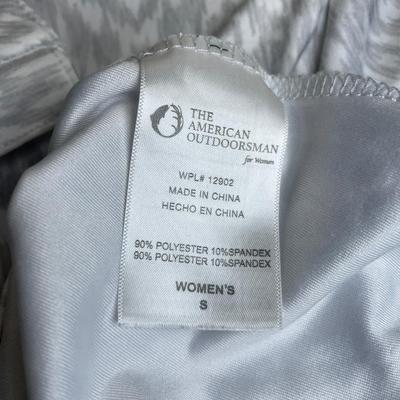 THE
AMERICAN
OUTDOORSMAN
for Women
WPL# 12902
MADE IN CHINA
HECHO EN CHINA
90% POLYESTER 10%SPANDEX
90% POLYESTER 10%SPANDEX
WOMEN'S
S